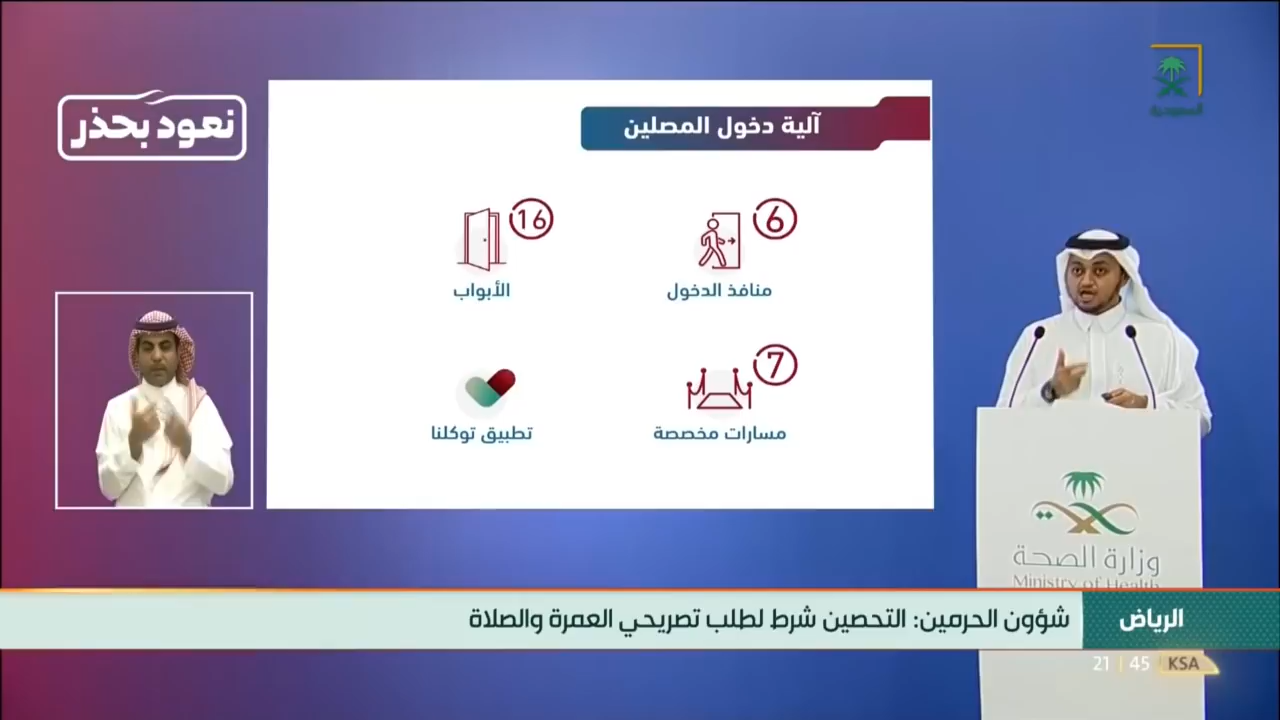 السعودية
نعود بحذر
آلية دخول المصلين
6
منافذ الدخول
16
الأبواب
7
مسارات مخصصة
تطبيق توكلنا
وزارة الصحة
Ministry of Health
الرياض
شؤون الحرمين: التحصين شرط لطلب تصريحي العمرة والصلاة
21 45 KSA